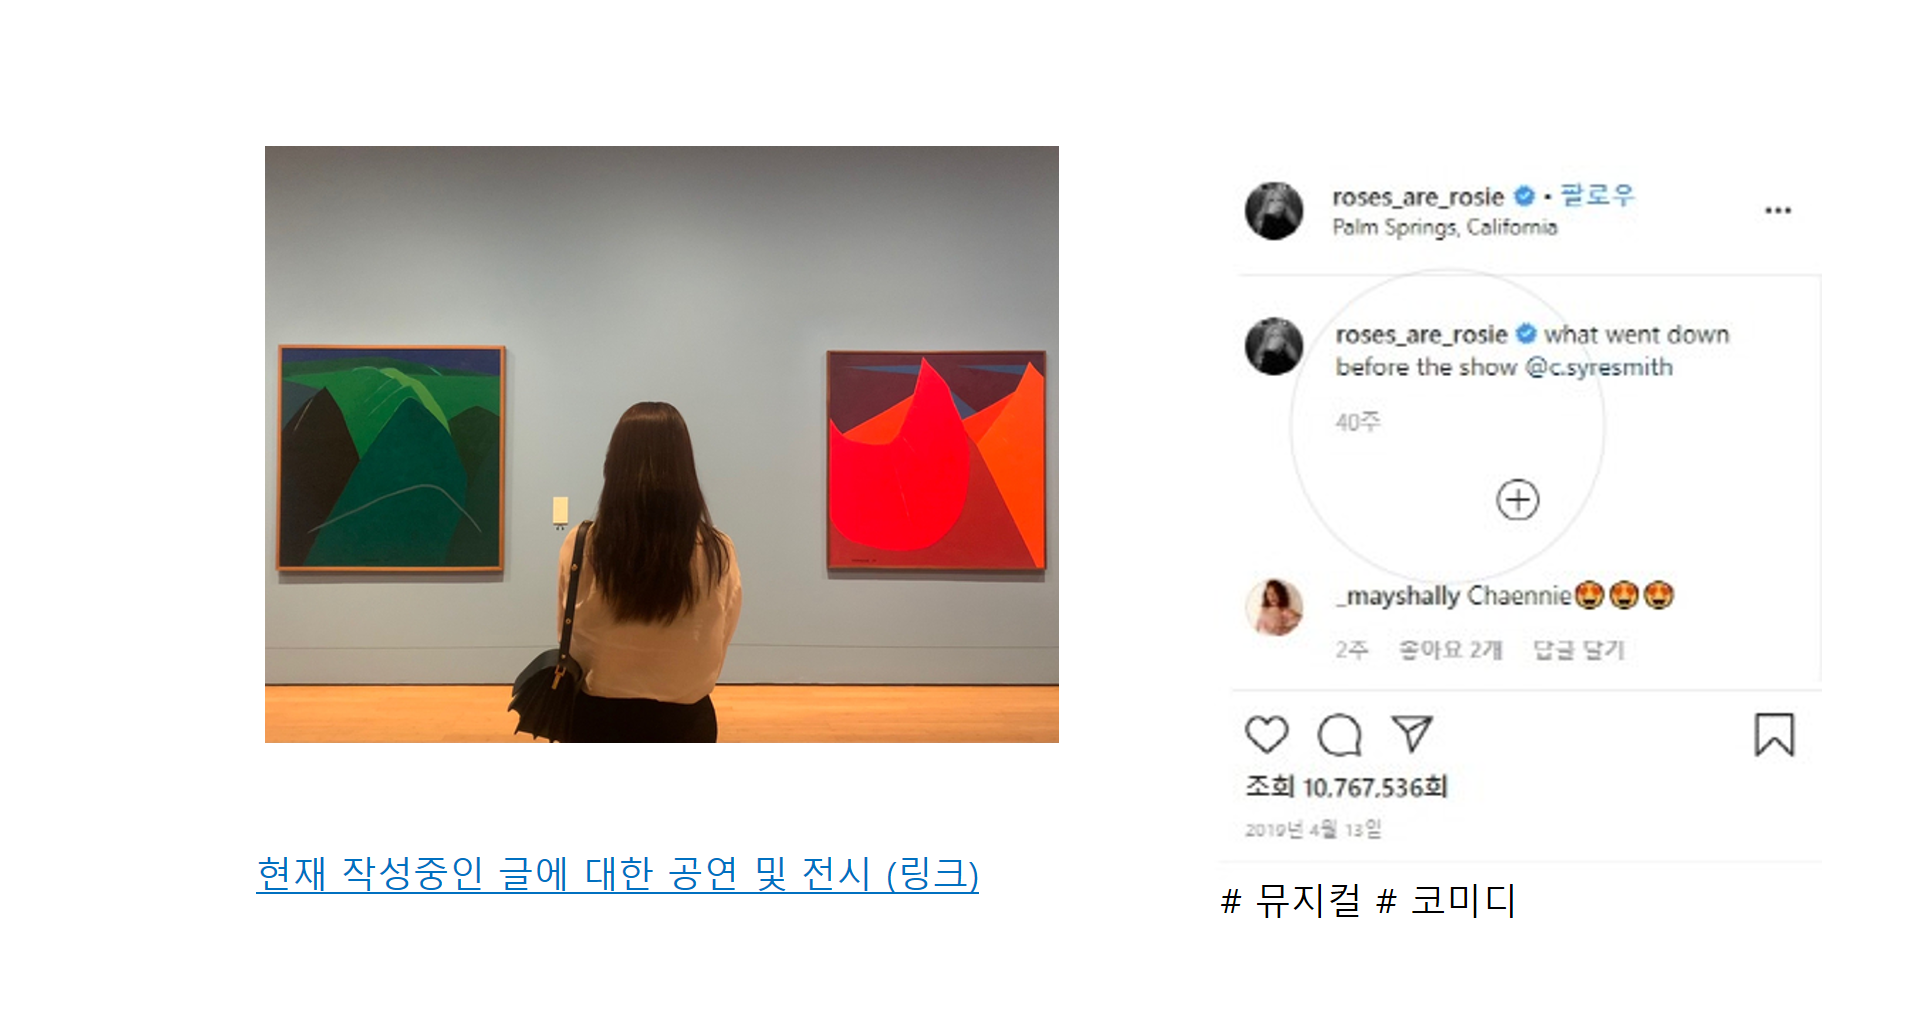 roses_are_rosie • 팔로우
Palm Springs, California
roses_are_rosie what went down
before the show @c.syresmith
40주
_mayshally Chaennie😍😍😍
2주 좋아요 2개 답글 달기
조회 10,767,536회
2019년 4월 13일
현재 작성중인 글에 대한 공연 및 전시 (링크)
# 뮤지컬 # 코미디